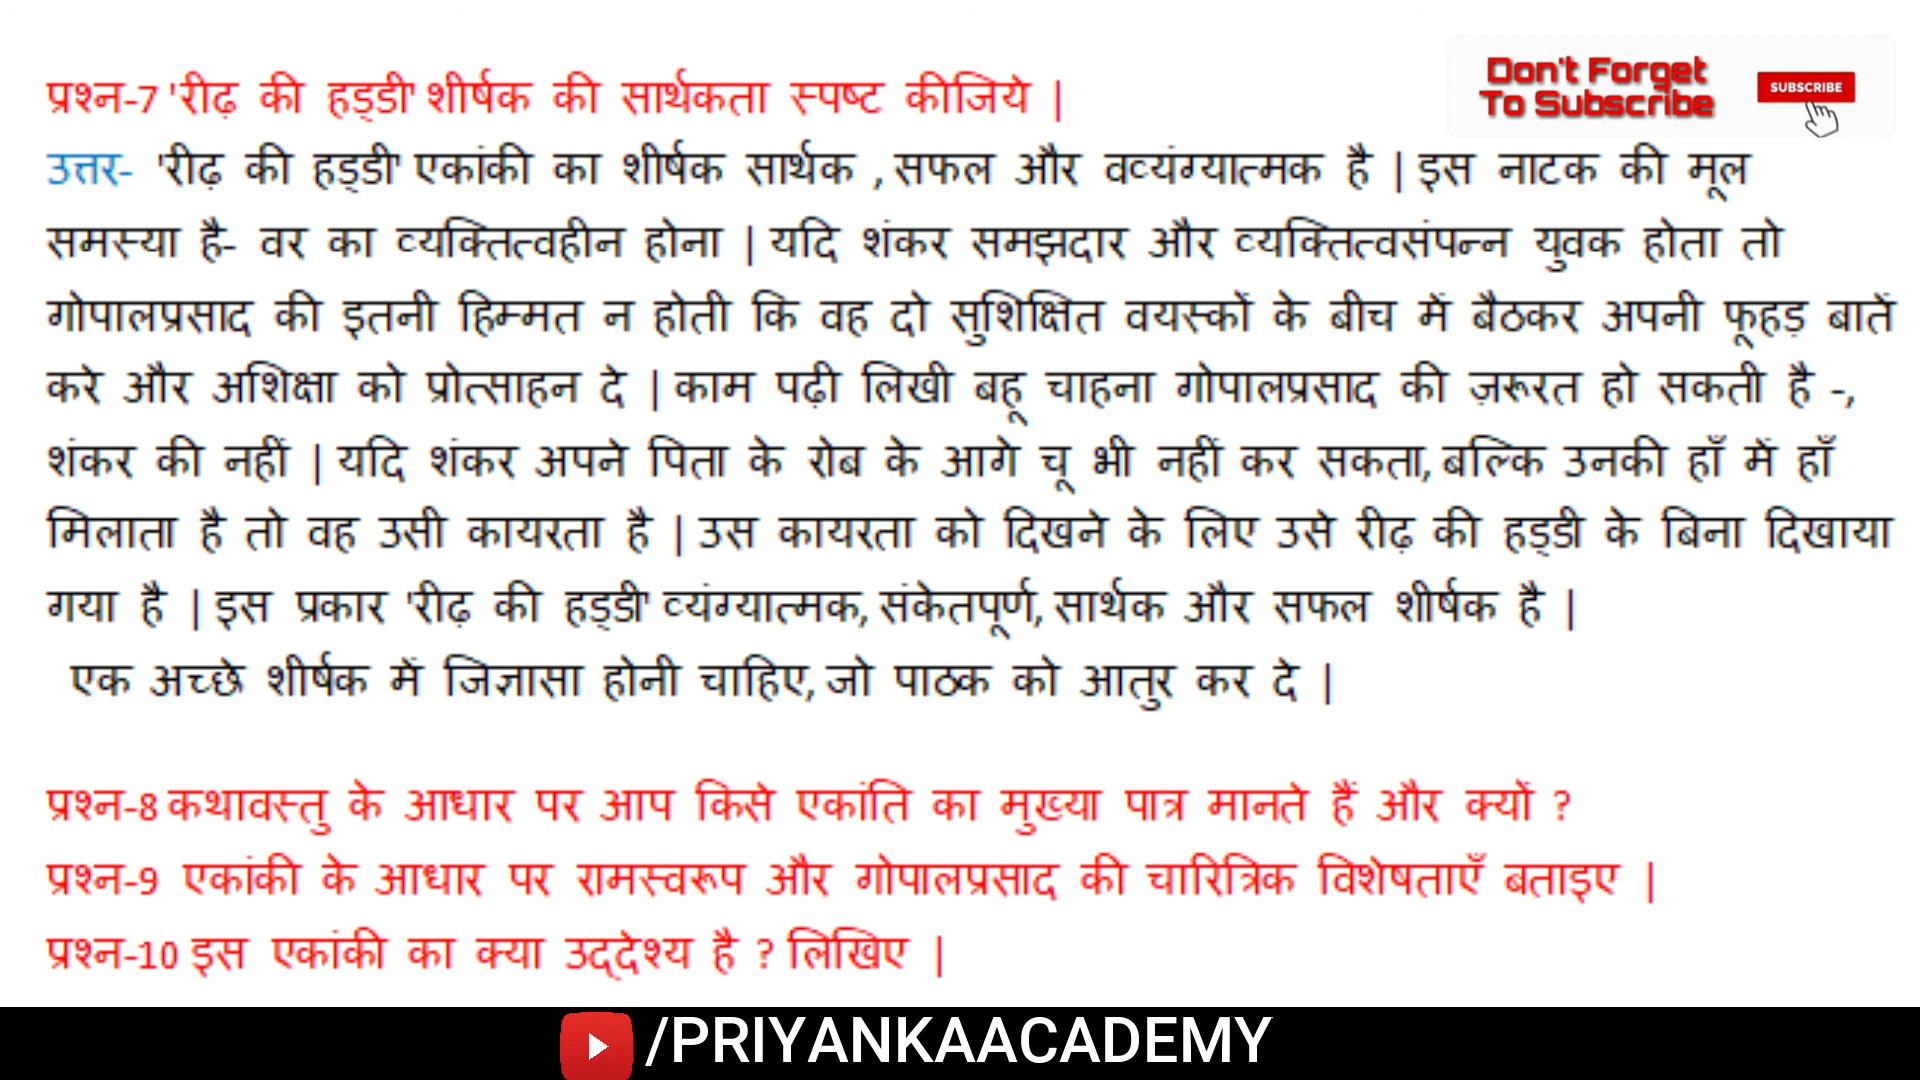 Don't Forget
To Subscribe
SUBSCRIBE
प्रश्न-7 'रीढ़ की हड्डी' शीर्षक की सार्थकता स्पष्ट कीजिये |
उत्तर- 'रीढ़ की हड्डी' एकांकी का शीर्षक सार्थक , सफल और वव्यंग्यात्मक है | इस नाटक की मूल
समस्या है- वर का व्यक्तित्वहीन होना | यदि शंकर समझदार और व्यक्तित्वसंपन्न युवक होता तो
गोपालप्रसाद की इतनी हिम्मत न होती कि वह दो सुशिक्षित वयस्कों के बीच में बैठकर अपनी फूहड़ बातें
करे और अशिक्षा को प्रोत्साहन दे | काम पढ़ी लिखी बहू चाहना गोपालप्रसाद की ज़रूरत हो सकती है -,
शंकर की नहीं | यदि शंकर अपने पिता के रोब के आगे चू भी नहीं कर सकता, बल्कि उनकी हाँ में हाँ
मिलाता है तो वह उसी कायरता है | उस कायरता को दिखने के लिए उसे रीढ़ की हड्डी के बिना दिखाया
गया है | इस प्रकार 'रीढ़ की हड्डी' व्यंग्यात्मक, संकेतपूर्ण, सार्थक और सफल शीर्षक है |
एक अच्छे शीर्षक में जिज्ञासा होनी चाहिए, जो पाठक को आतुर कर दे |
प्रश्न-8 कथावस्तु के आधार पर आप किसे एकांति का मुख्या पात्र मानते हैं और क्यों ?
प्रश्न-9 एकांकी के आधार पर रामस्वरूप और गोपालप्रसाद की चारित्रिक विशेषताएँ बताइए |
प्रश्न-10 इस एकांकी का क्या उद्देश्य है ? लिखिए |
/PRIYANKAACADEMY